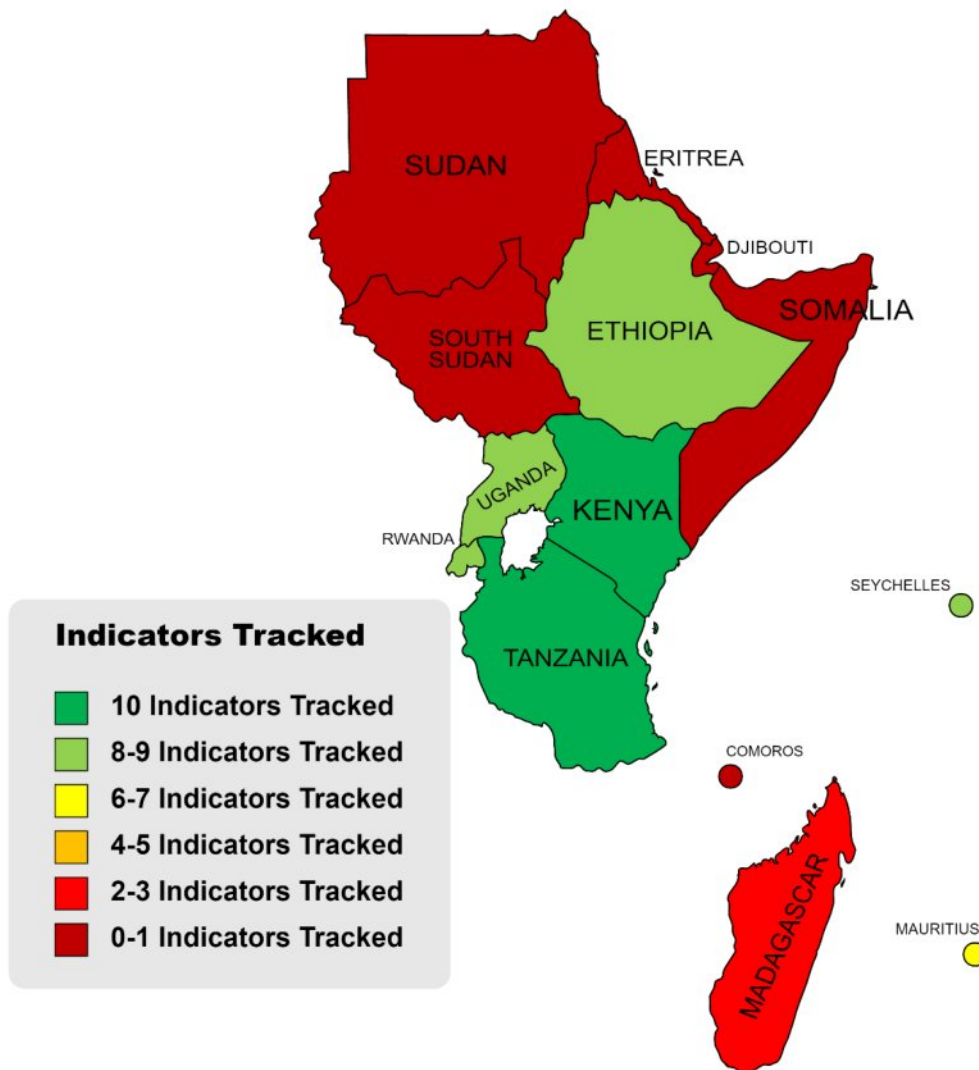 SUDAN
ERITREA
DJIBOUTI
SOMALIA
ETHIOPIA
SOUTH
SUDAN
UGANDA
KENYA
RWANDA
SEYCHELLES
Indicators Tracked
TANZANIA
10 Indicators Tracked
8-9 Indicators Tracked
6-7 Indicators Tracked
4-5 Indicators Tracked
2-3 Indicators Tracked
0-1 Indicators Tracked
COMOROS
MADAGASCAR
MAURITIUS